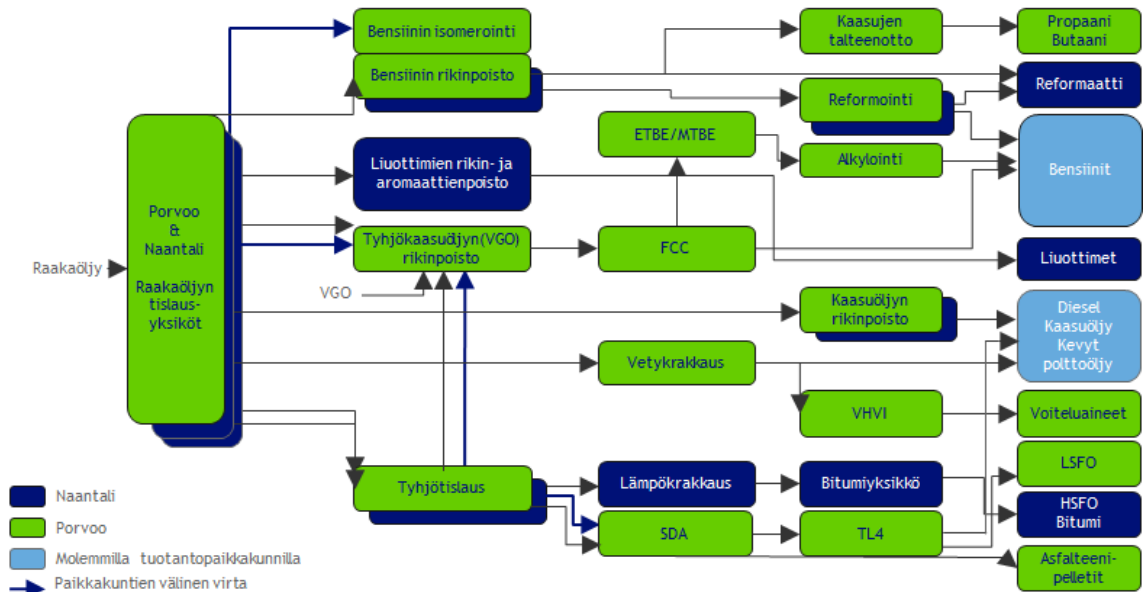 Bensiinin isomerointi
Kaasujen
talteenotto
Propaani
Butaani
Bensiinin rikinpoisto
Reformointi
Reformaatti
ETBE/MTBE
Alkylointi
Bensiinit
Liuottimien rikin- ja
aromaattienpoisto
Porvoo
&
Naantali
Raakaöljyn
tislaus-
yksiköt
Raakaöljy
Tyhjökaasuöljyn(VGO)
rikinpoisto
FCC
Liuottimet
VGO
Kaasuöljyn
rikinpoisto
Diesel
Kaasuöljy
Kevyt
polttoöljy
Vetykrakkaus
VHVI
Voiteluaineet
Tyhjötislaus
Lämpökrakkaus
Bitumiyksikkö
LSFO
HSFO
Bitumi
SDA
TL4
Asfalteeni-
pelletit
Naantali
Porvoo
Molemmilla tuotantopaikkakunnilla
Paikkakuntien välinen virta